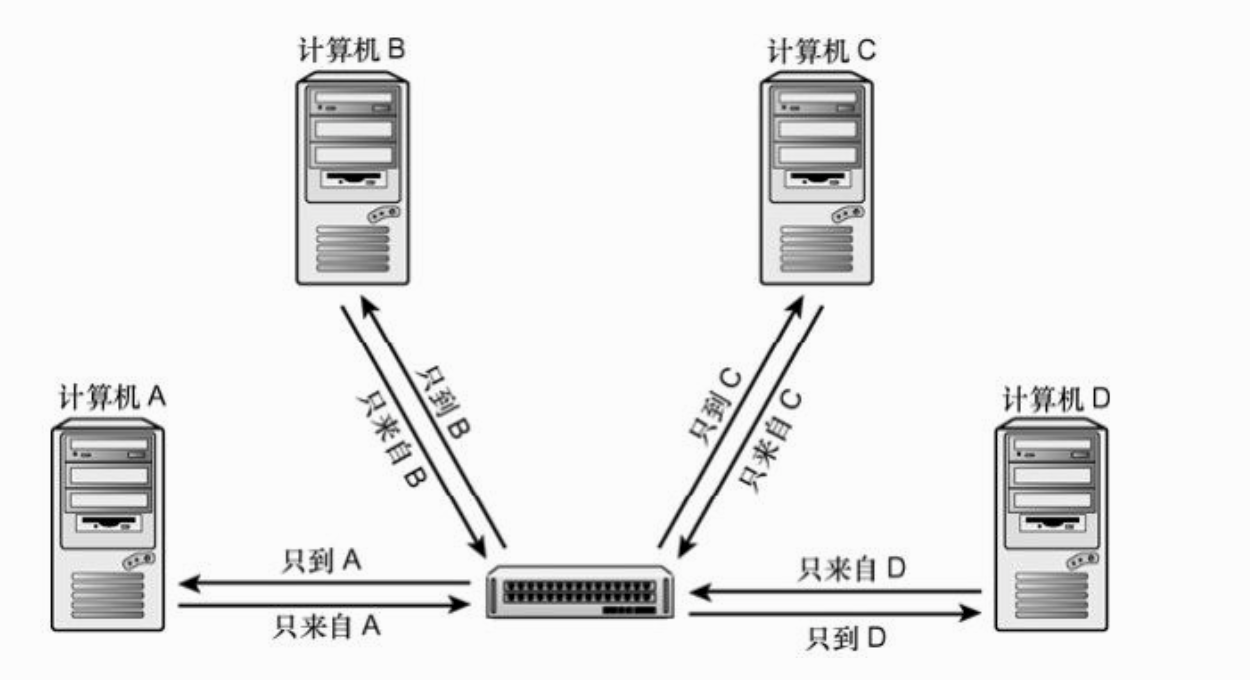 计算机 B
计算机 C
只到 B
只来自 B
只到 C
只来自 C
计算机 A
计算机 D
只到 A
只来自 A
只来自 D
只到 D